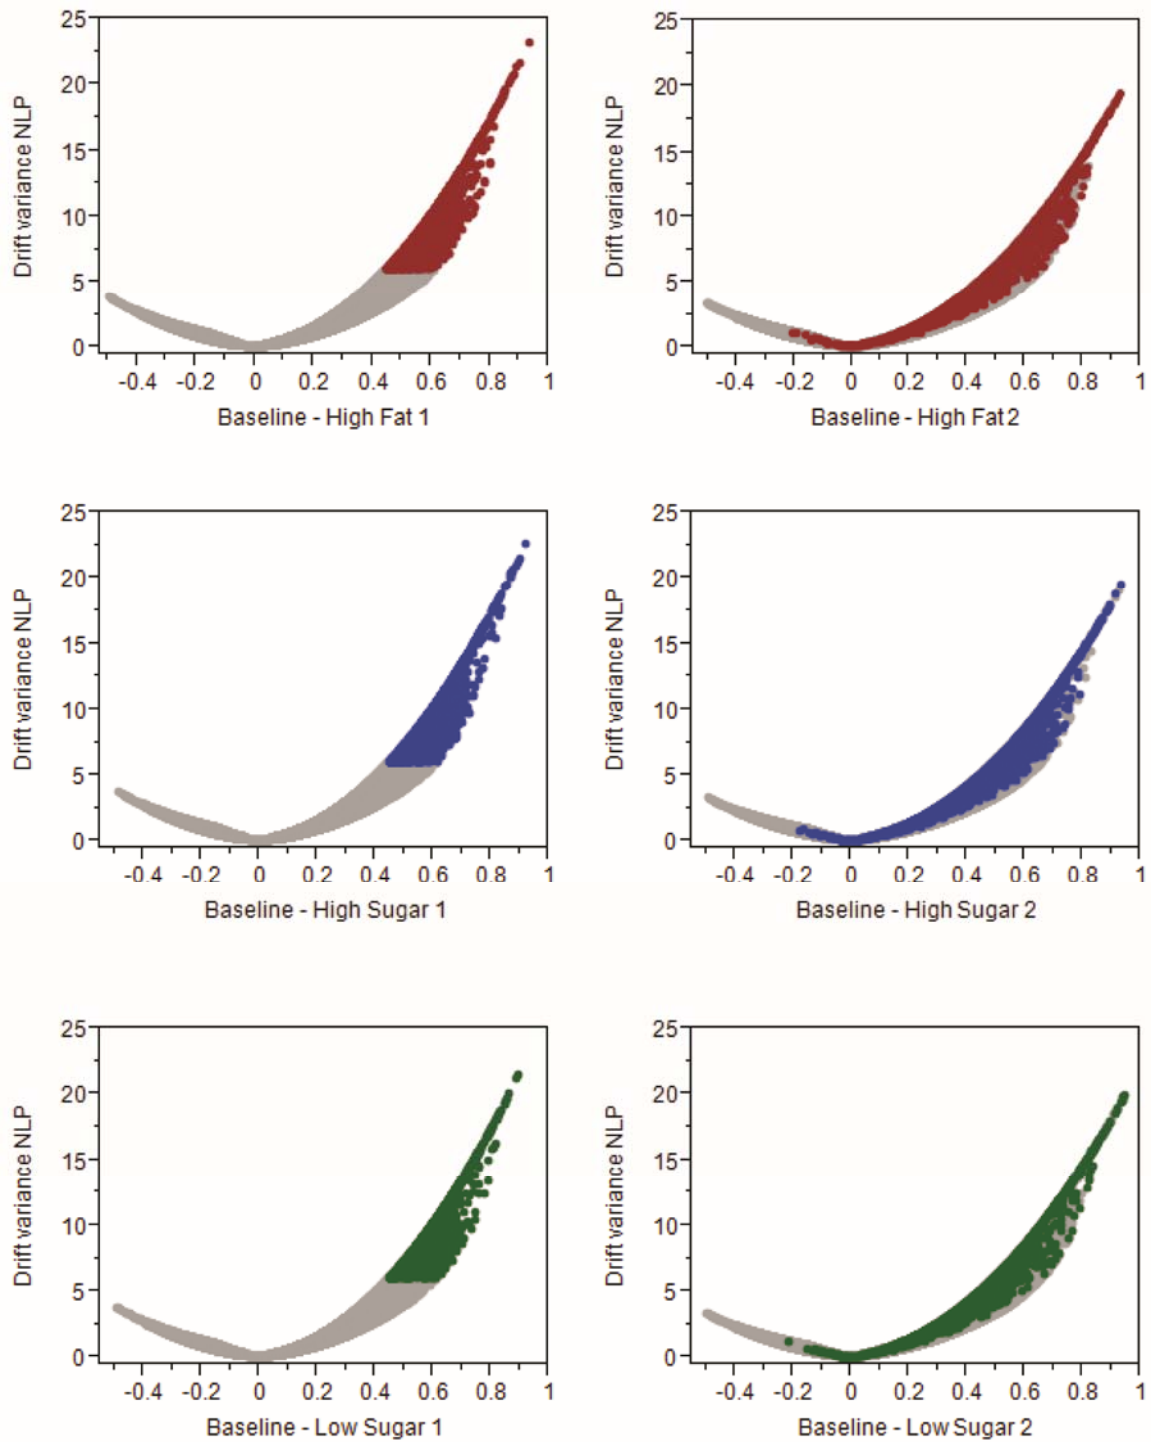 25
20
15
10
5
0
Drift variance NLP
-0.4 -0.2 0 0.2 0.4 0.6 0.8 1
Baseline - High Fat 1
25
20
15
10
5
0
Drift variance NLP
-0.4 -0.2 0 0.2 0.4 0.6 0.8 1
Baseline - High Fat 2
25
20
15
10
5
0
Drift variance NLP
-0.4 -0.2 0 0.2 0.4 0.6 0.8 1
Baseline - High Sugar 1
25
20
15
10
5
0
Drift variance NLP
-0.4 -0.2 0 0.2 0.4 0.6 0.8 1
Baseline - High Sugar 2
25
20
15
10
5
0
Drift variance NLP
-0.4 -0.2 0 0.2 0.4 0.6 0.8 1
Baseline - Low Sugar 1
25
20
15
10
5
0
Drift variance NLP
-0.4 -0.2 0 0.2 0.4 0.6 0.8 1
Baseline - Low Sugar 2